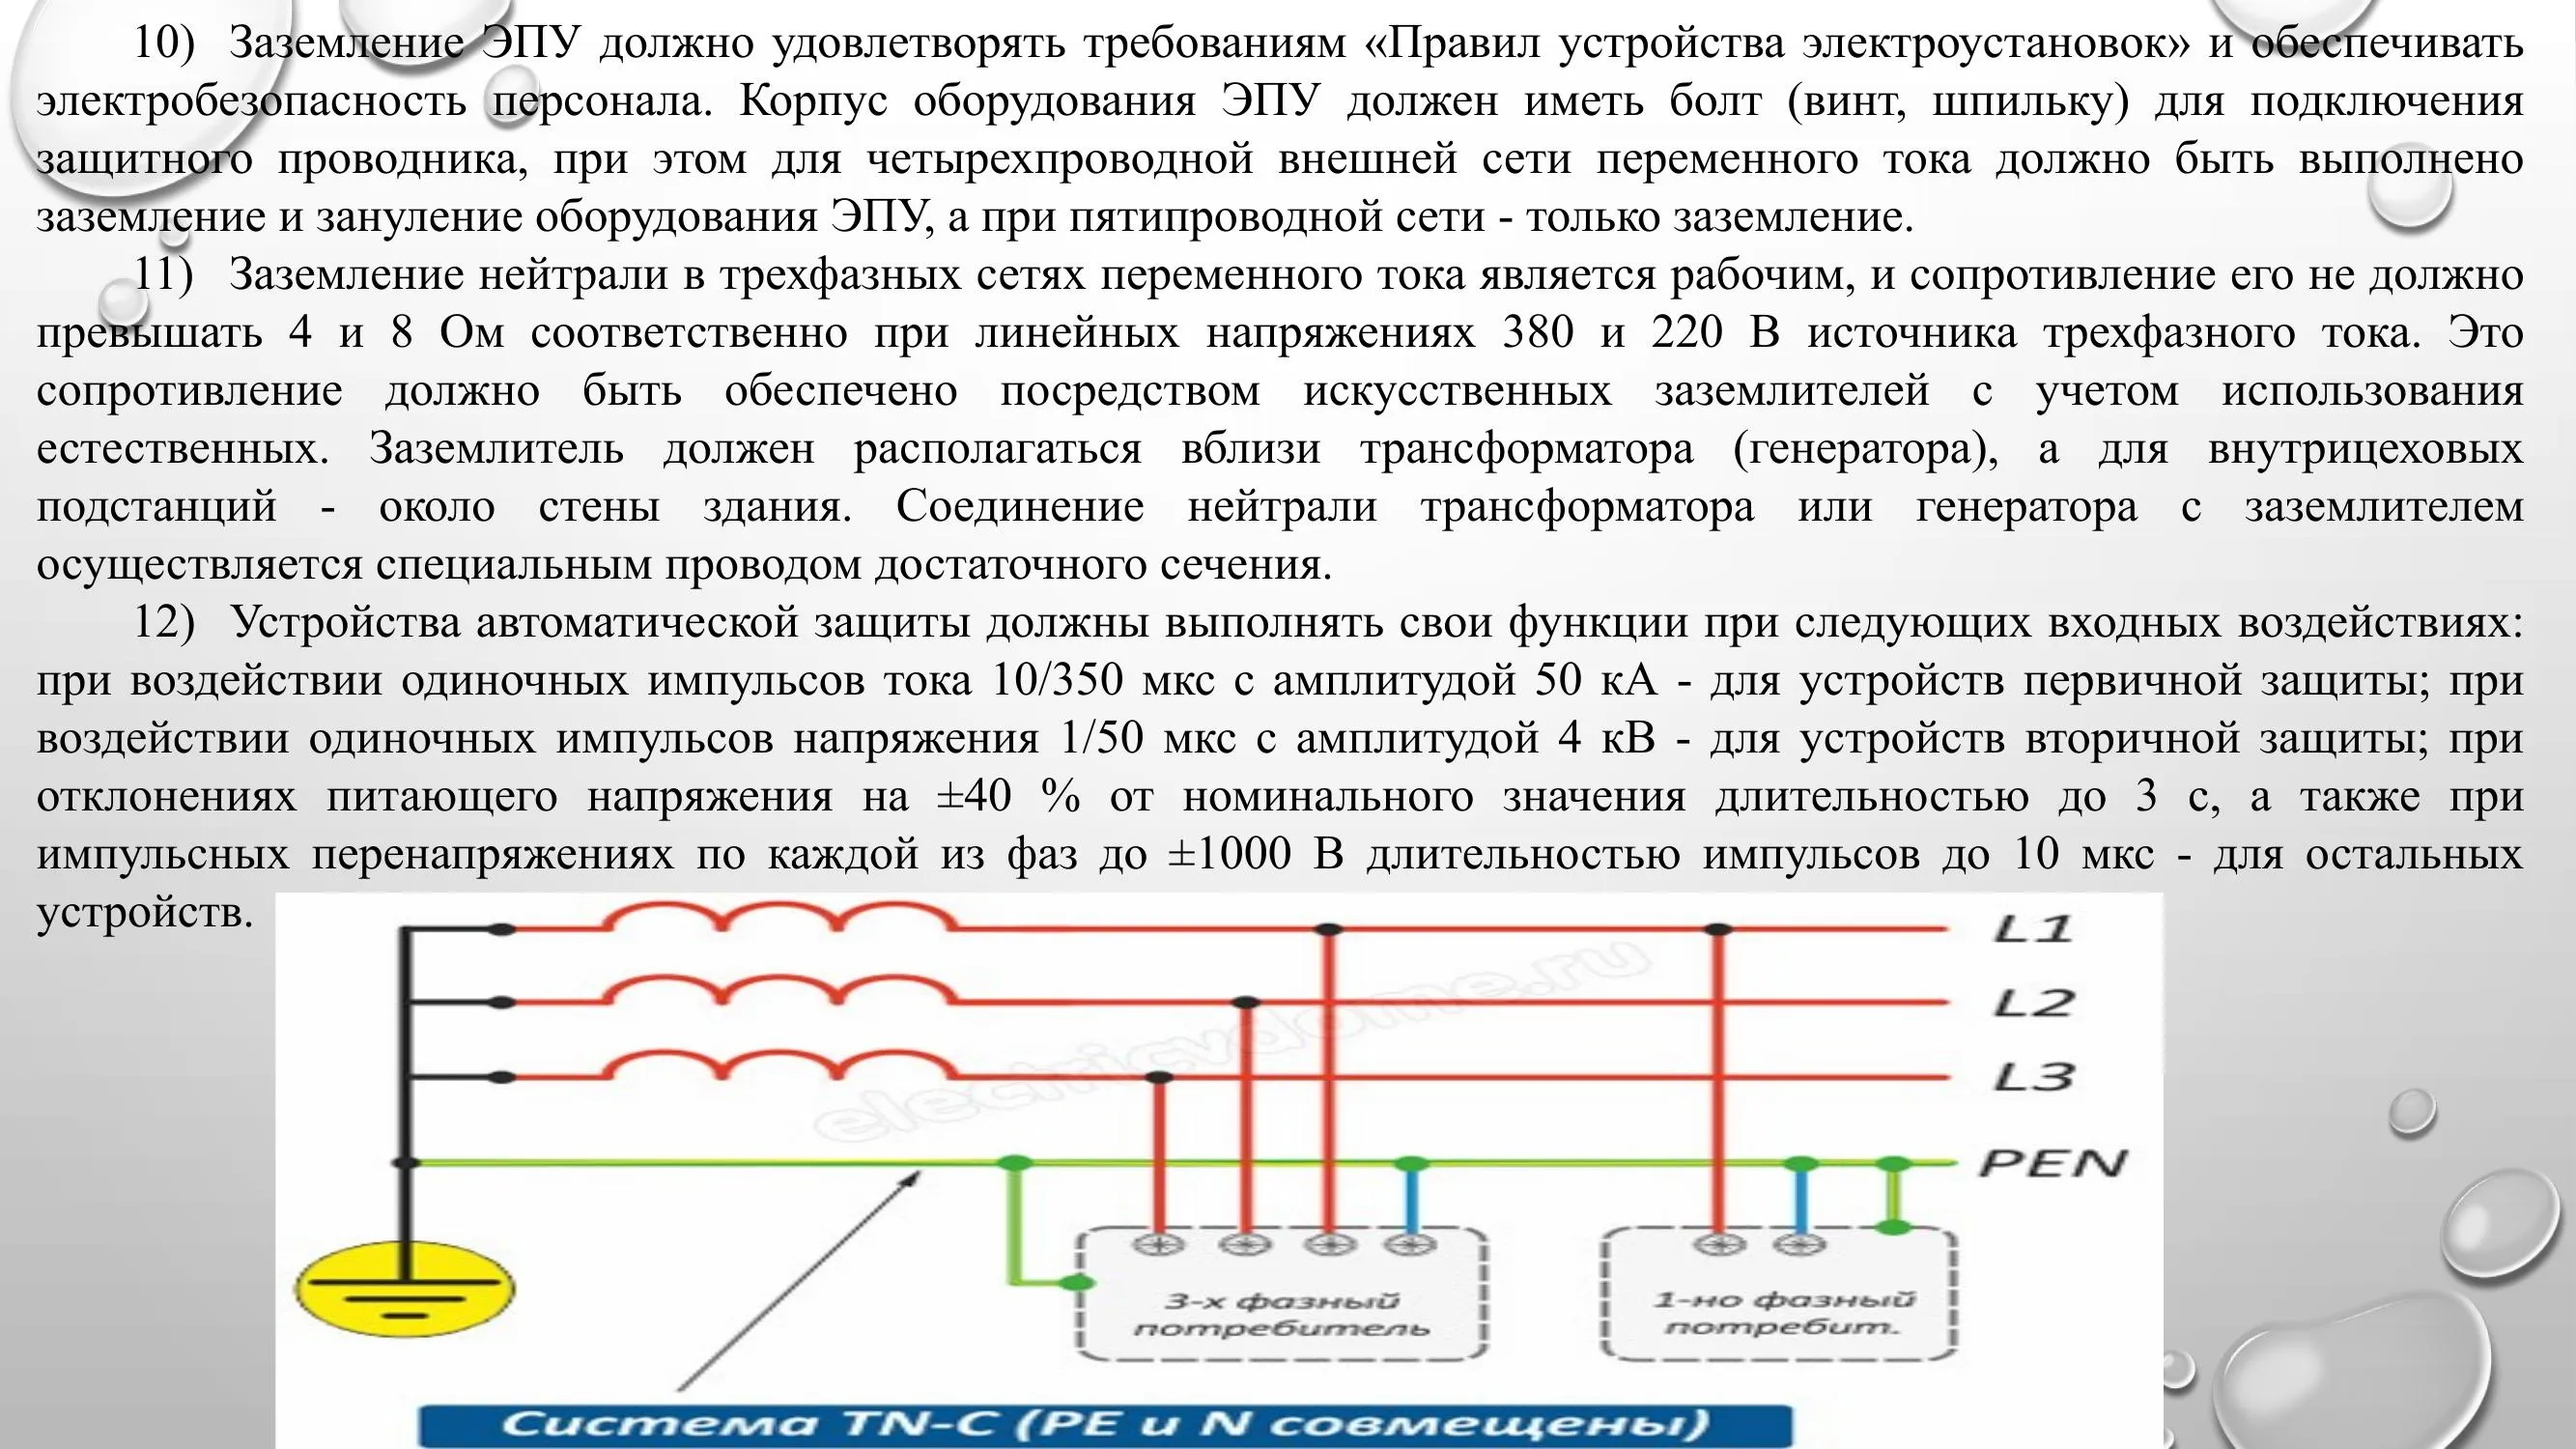 10) Заземление ЭПУ должно удовлетворять требованиям «Правил устройства электроустановок» и обеспечивать
электробезопасность персонала. Корпус оборудования ЭПУ должен иметь болт (винт, шпильку) для подключения
защитного проводника, при этом для четырехпроводной внешней сети переменного тока должно быть выполнено
заземление и зануление оборудования ЭПУ, а при пятипроводной сети - только заземление.
11) Заземление нейтрали в трехфазных сетях переменного тока является рабочим, и сопротивление его не должно
превышать 4 и 8 Ом соответственно при линейных напряжениях 380 и 220 В источника трехфазного тока. Это
сопротивление должно быть обеспечено посредством искусственных заземлителей с учетом использования
естественных. Заземлитель должен располагаться вблизи трансформатора (генератора), а для внутрицеховых
подстанций - около стены здания. Соединение нейтрали трансформатора или генератора с заземлителем
осуществляется специальным проводом достаточного сечения.
12) Устройства автоматической защиты должны выполнять свои функции при следующих входных воздействиях:
при воздействии одиночных импульсов тока 10/350 мкс с амплитудой 50 кА - для устройств первичной защиты; при
воздействии одиночных импульсов напряжения 1/50 мкс с амплитудой 4 кВ - для устройств вторичной защиты; при
отклонениях питающего напряжения на ±40 % от номинального значения длительностью до 3 с, а также при
импульсных перенапряжениях по каждой из фаз до ±1000 В длительностью импульсов до 10 мкс - для остальных
устройств.
L1
L2
L3
PEN
electricvdome.ru
3-х фазный
потребитель
1-но фазный
потребит.
Система TN-C (PE и N совмещены)